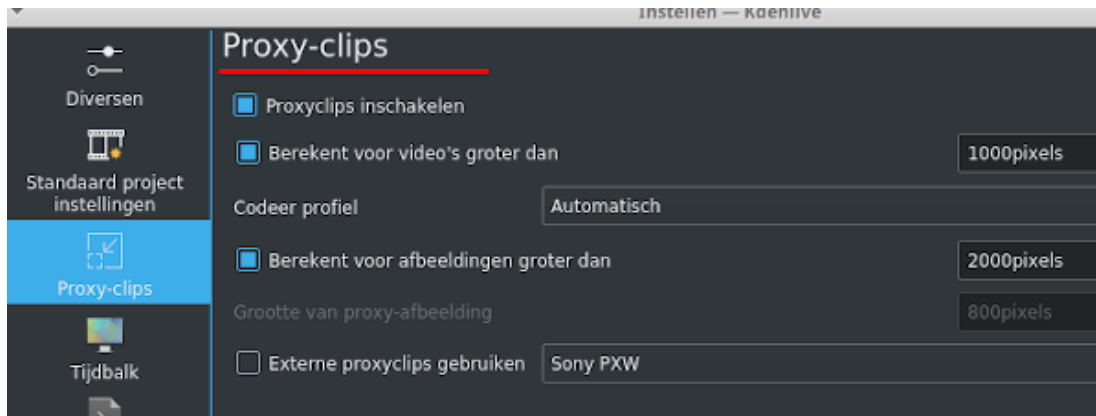 Instellen — Kdenlive
Proxy-clips
Diversen
Proxyclips inschakelen
Berekent voor video's groter dan
1000pixels
Standaard project
instellingen
Codeer profiel
Automatisch
Berekent voor afbeeldingen groter dan
2000pixels
Proxy-clips
Grootte van proxy-afbeelding
800pixels
Tijdbalk
Externe proxyclips gebruiken
Sony PXW